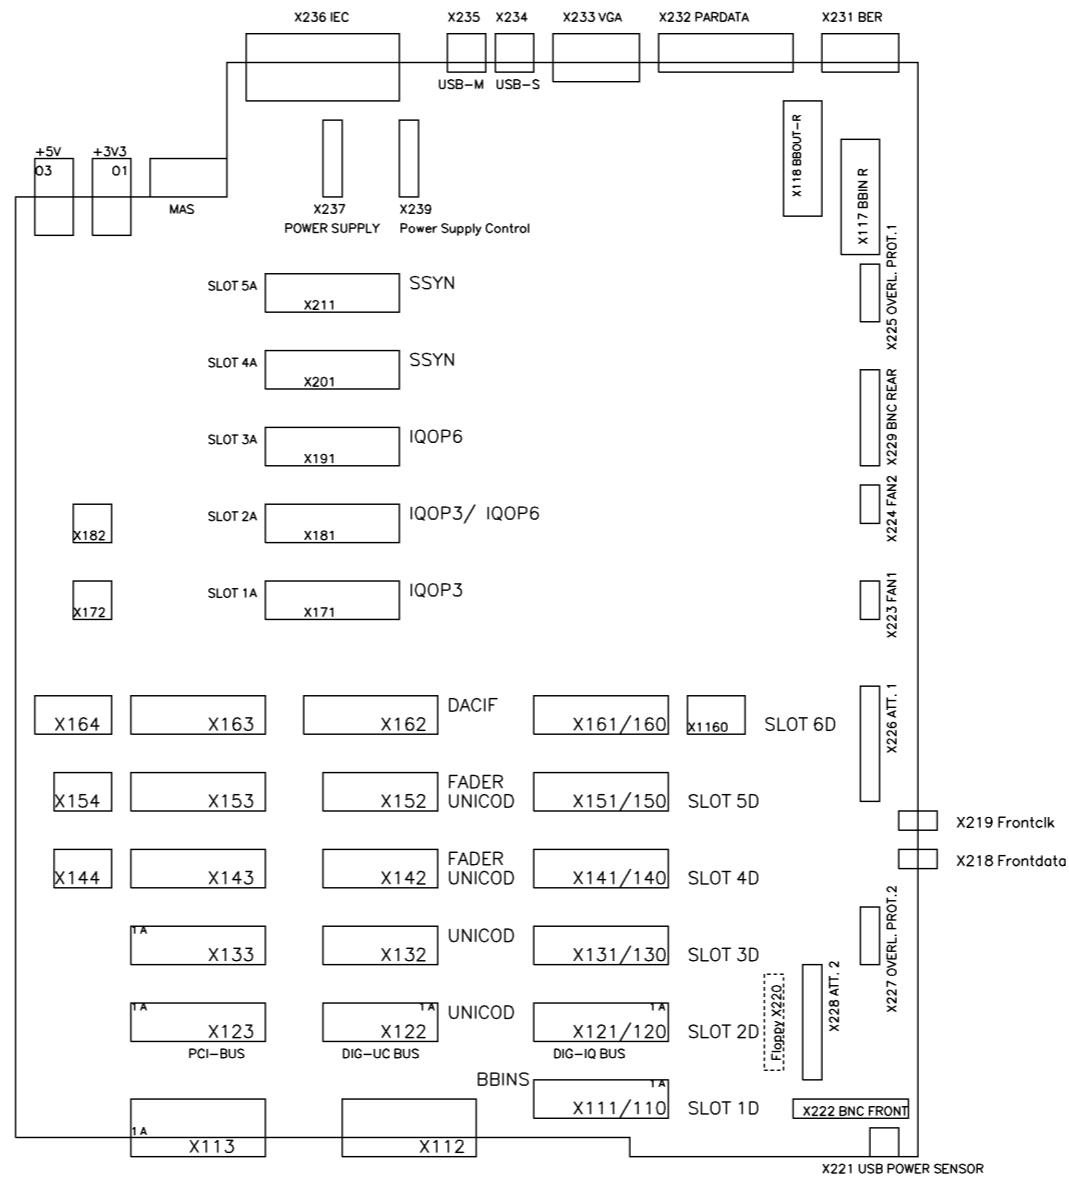 X236 IEC
X235
X234
X233 VGA
X232 PARDATA
X231 BER
USB-M
USB-S
X118 BBOUT-R
X117 BBIN R
+5V
03
+3V3
01
MAS
X237
POWER SUPPLY
X239
Power Supply Control
X225 OVERL. PROT.1
SLOT 5A
X211
SSYN
SLOT 4A
X201
SSYN
X229 BNC REAR
SLOT 3A
X191
IQOP6
X182
SLOT 2A
X181
IQOP3/ IQOP6
X224 FAN2
X172
SLOT 1A
X171
IQOP3
X223 FAN1
X164
X163
X162
DACIF
X161/160
X1160
SLOT 6D
X226 ATT. 1
X154
X153
X152
FADER
UNICOD
X151/150
SLOT 5D
X219 Frontclk
X144
X143
X142
FADER
UNICOD
X141/140
SLOT 4D
X218 Frontdata
1A
X133
X132
UNICOD
X131/130
SLOT 3D
X227 OVERL. PROT.2
1A
X123
PCI-BUS
1A
X122
DIG-UC BUS
UNICOD
1A
X121/120
DIG-IQ BUS
SLOT 2D
Floppy X220
X228 ATT. 2
BBINS
1A
X111/110
SLOT 1D
X222 BNC FRONT
1A
X113
X112
X221 USB POWER SENSOR